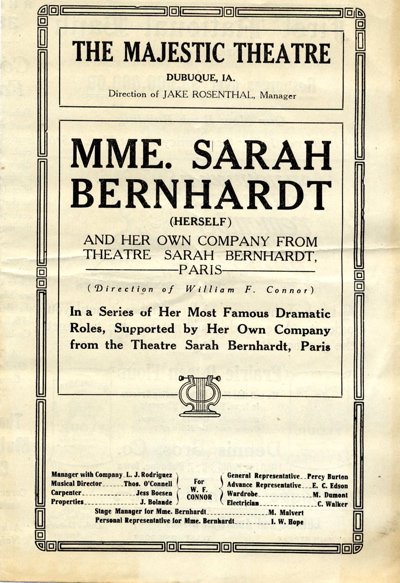 THE MAJESTIC THEATRE
DUBUQUE, IA.
Direction of JAKE ROSENTHAL, Manager
MME. SARAH
BERNHARDT
(HERSELF)
AND HER OWN COMPANY FROM
THEATRE SARAH BERNHARDT,
PARIS
(Direction of William F. Connor)
In a Series of Her Most Famous Dramatic
Roles, Supported by Her Own Company
from the Theatre Sarah Bernhardt, Paris
Manager with Company L. J. Rodriguez
Musical Director Thos. O'Connell
Carpenter Jess Boesen
Properties J. Bolande
For
W. F.
CONNOR
General Representative Percy Burton
Advance Representative E. C. Edson
Wardrobe M. Dumont
Electrician C. Walker
Stage Manager for Mme. Bernhardt M. Malvert
Personal Representative for Mme. Bernhardt I. W. Hope